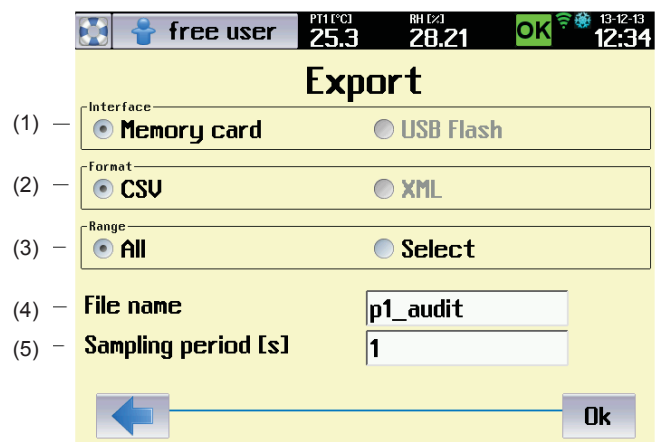 free user PT1 [°C] 25.3 RH [%] 28.21 OK 13-12-13 12:34
Export
Interface
(1) Memory card USB Flash
Format
(2) CSV XML
Range
(3) All Select
(4) File name p1_audit
(5) Sampling period [s] 1
Ok